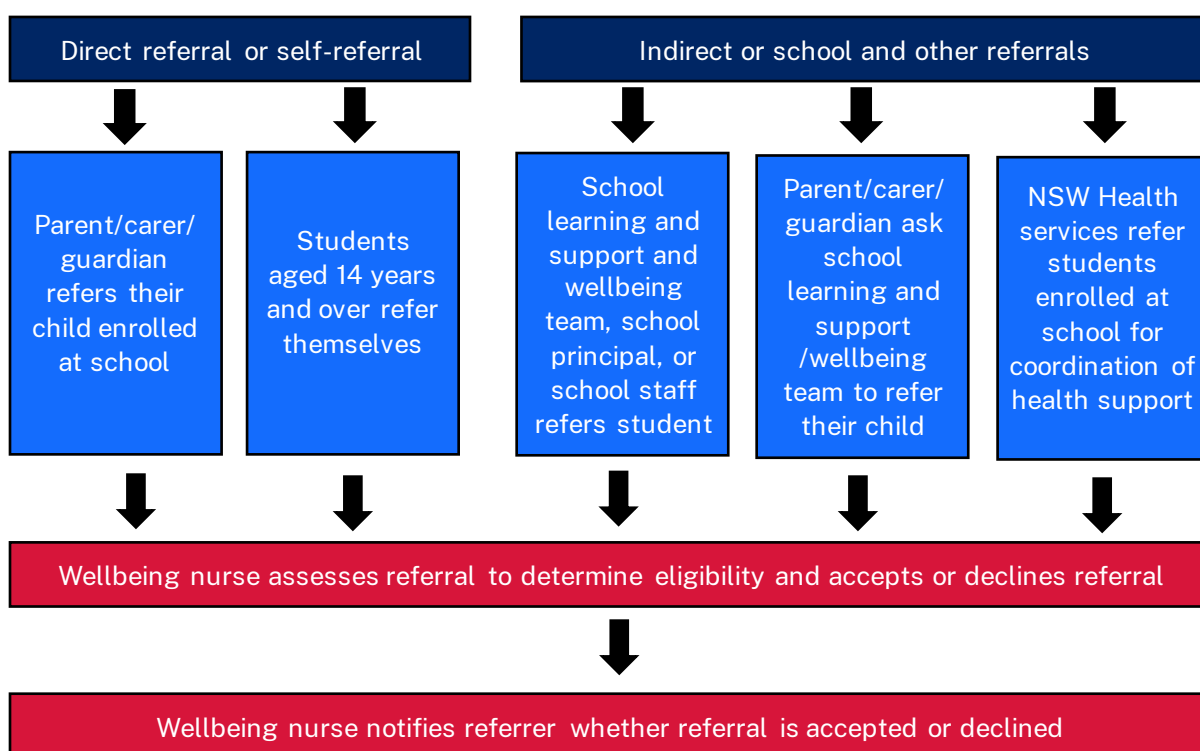 Direct referral or self-referral
Indirect or school and other referrals
Parent/carer/
guardian
refers their
child enrolled
at school
Students
aged 14 years
and over refer
themselves
School
learning and
support and
wellbeing
team, school
principal, or
school staff
refers student
Parent/carer/
guardian ask
school
learning and
support
/wellbeing
team to refer
their child
NSW Health
services refer
students
enrolled at
school for
coordination of
health support
Wellbeing nurse assesses referral to determine eligibility and accepts or declines referral
Wellbeing nurse notifies referrer whether referral is accepted or declined